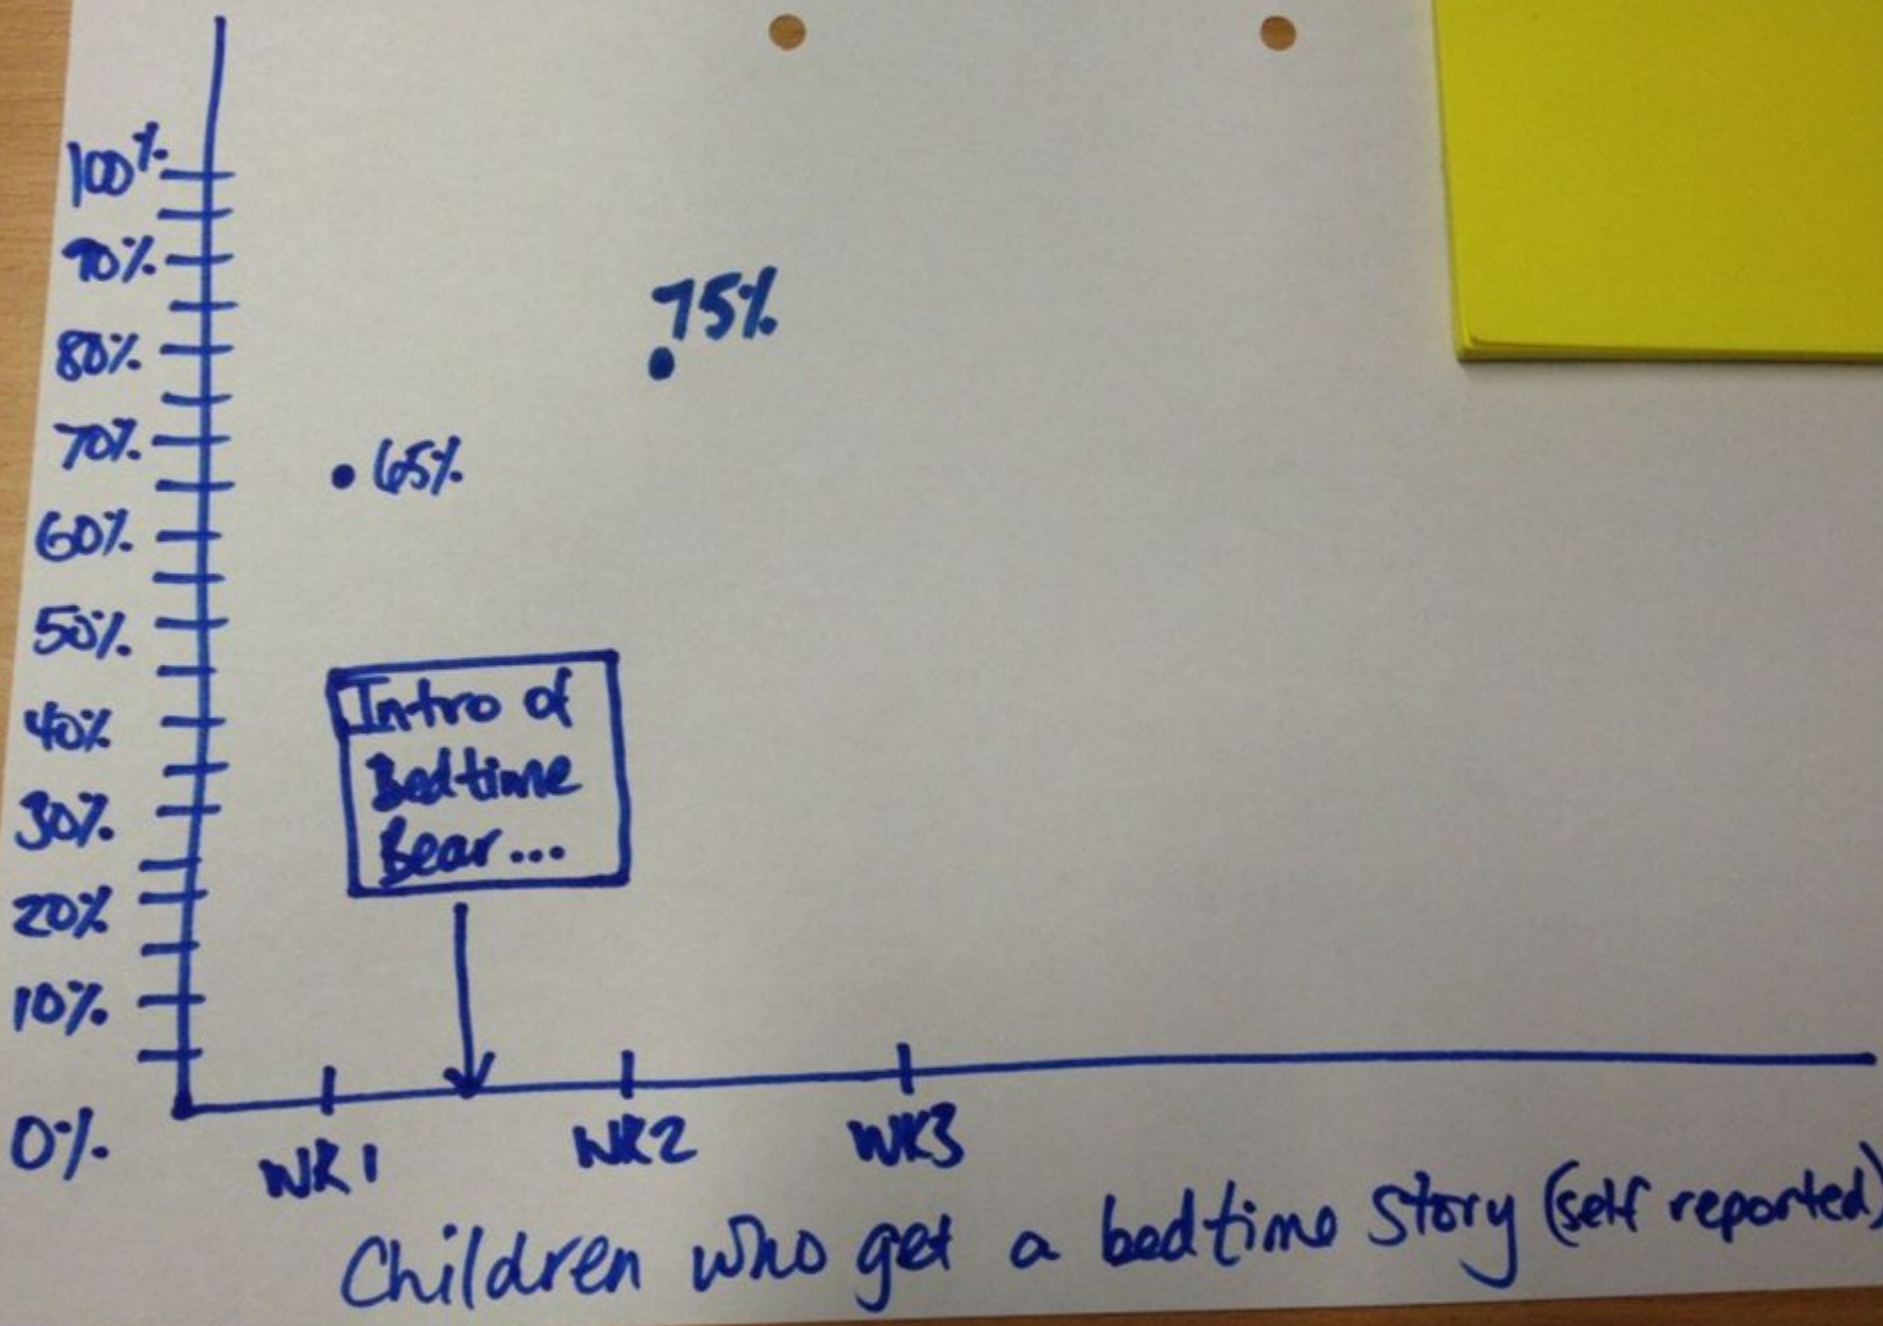 100%
90%
75%
80%
70%
65%
60%
50%
Intro of
40%
Bedtime
30%
Bear...
20%
10%
0%
WK1
WK2
WK3
Children who get a bedtime story (self reported)